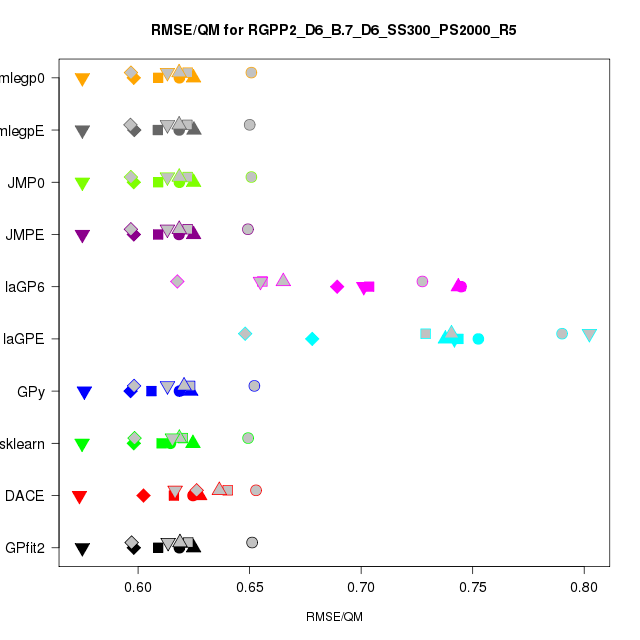 RMSE/QM for RGPP2_D6_B.7_D6_SS300_PS2000_R5
mlegp0
mlegpE
JMP0
JMPE
laGP6
laGPE
GPy
sklearn
DACE
GPfit2
0.60 0.65 0.70 0.75 0.80
RMSE/QM